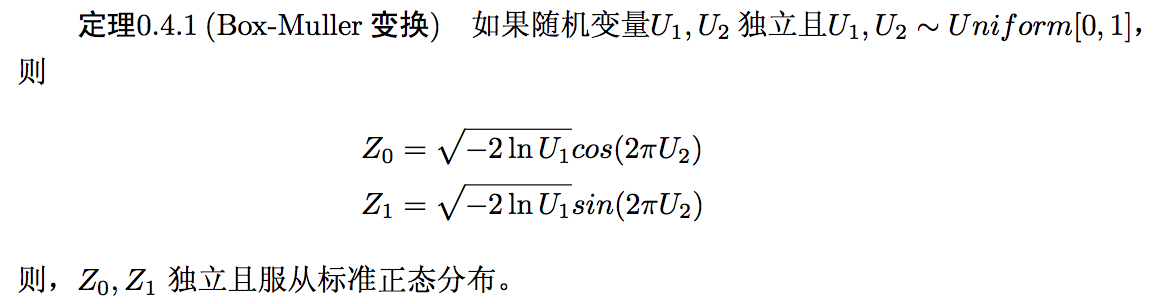 定理0.4.1 (Box-Muller 变换) 如果随机变量U₁, U₂ 独立且U₁, U₂ ∼ Uniform[0, 1],
则
Z₀ = √(−2 ln U₁)cos(2πU₂)
Z₁ = √(−2 ln U₁)sin(2πU₂)
则，Z₀, Z₁ 独立且服从标准正态分布。